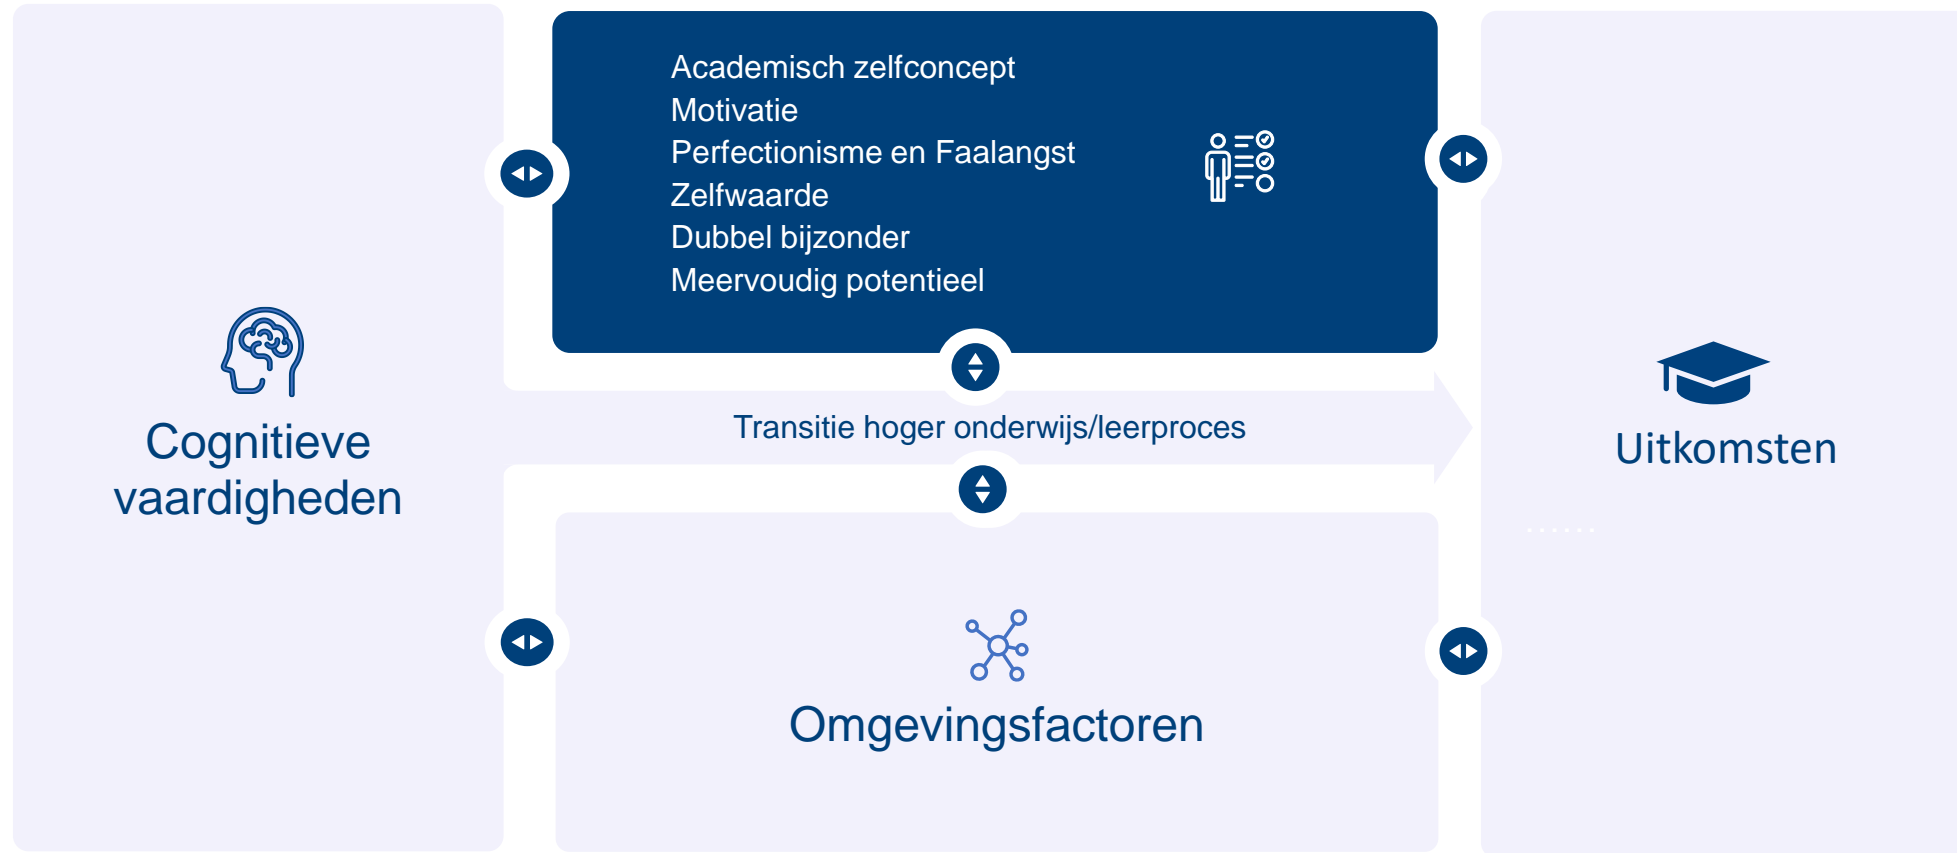 Academisch zelfconcept
Motivatie
Perfectionisme en Faalangst
Zelfwaarde
Dubbel bijzonder
Meervoudig potentieel
Cognitieve
vaardigheden
Transitie hoger onderwijs/leerproces
Uitkomsten
......
Omgevingsfactoren